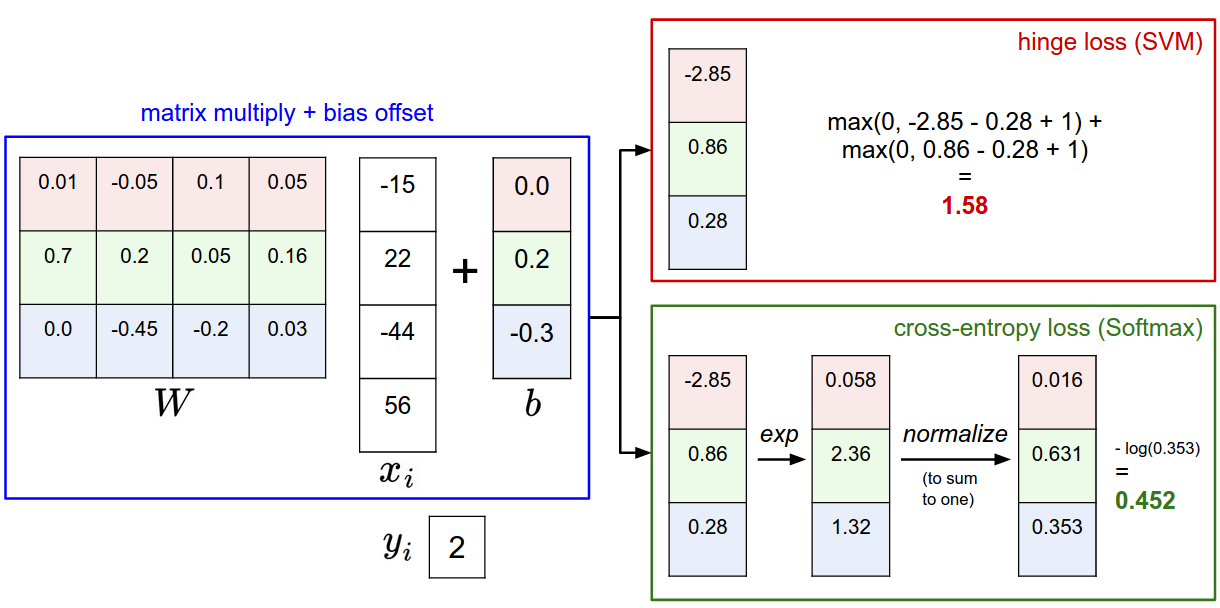 matrix multiply + bias offset
0.01 -0.05 0.1 0.05
0.7 0.2 0.05 0.16
0.0 -0.45 -0.2 0.03
W
-15
22
-44
56
x_i
+
0.0
0.2
-0.3
b
y_i 2
hinge loss (SVM)
-2.85
0.86
0.28
max(0, -2.85 - 0.28 + 1) +
max(0, 0.86 - 0.28 + 1)
=
1.58
cross-entropy loss (Softmax)
-2.85
0.86
0.28
exp
0.058
2.36
1.32
normalize
(to sum
to one)
0.016
0.631
0.353
- log(0.353)
=
0.452